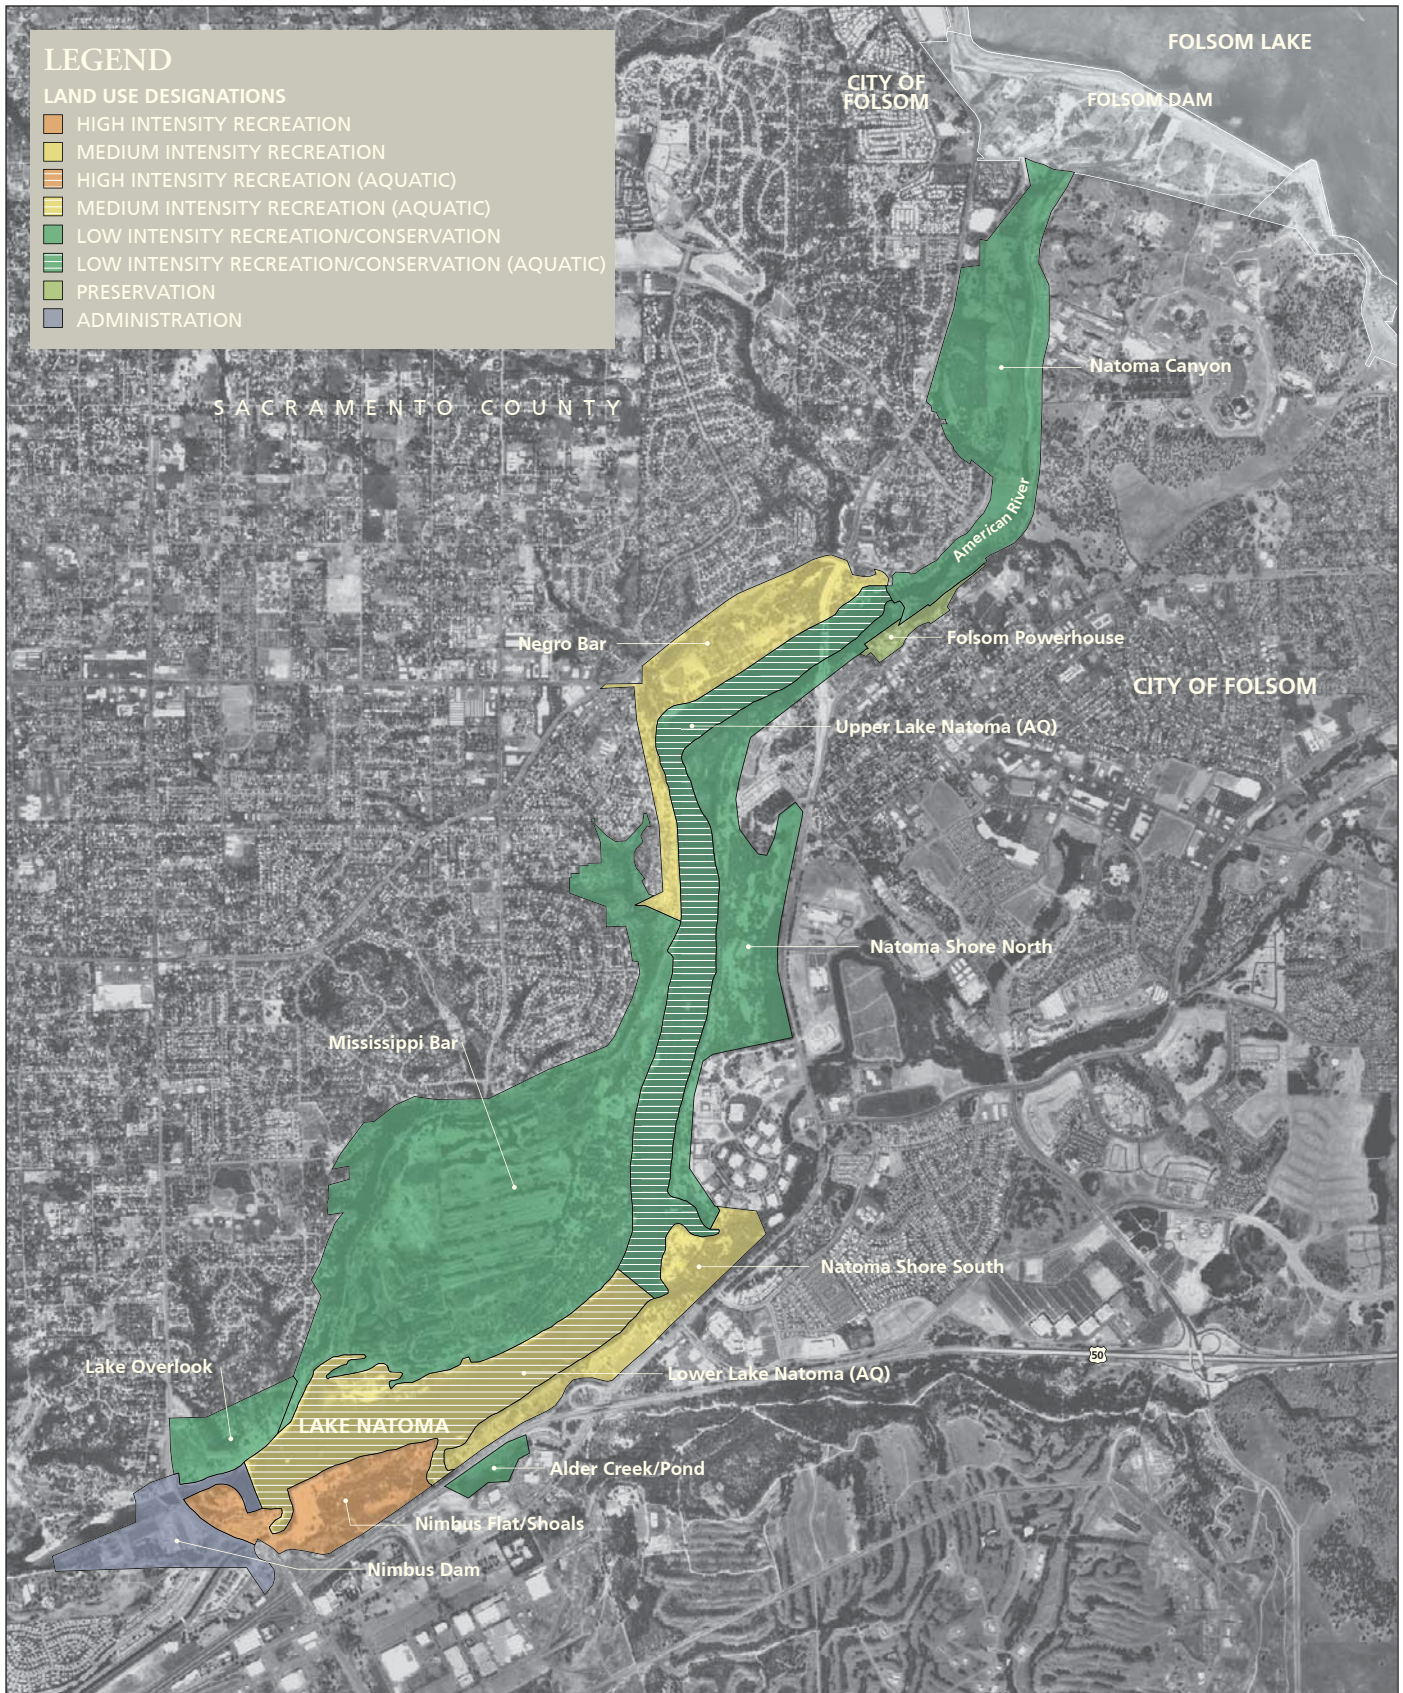 LEGEND
LAND USE DESIGNATIONS
HIGH INTENSITY RECREATION
MEDIUM INTENSITY RECREATION
HIGH INTENSITY RECREATION (AQUATIC)
MEDIUM INTENSITY RECREATION (AQUATIC)
LOW INTENSITY RECREATION/CONSERVATION
LOW INTENSITY RECREATION/CONSERVATION (AQUATIC)
PRESERVATION
ADMINISTRATION
FOLSOM LAKE
CITY OF
FOLSOM
FOLSOM DAM
Natoma Canyon
SACRAMENTO COUNTY
American River
Negro Bar
Folsom Powerhouse
CITY OF FOLSOM
Upper Lake Natoma (AQ)
Natoma Shore North
Mississippi Bar
Natoma Shore South
50
Lake Overlook
Lower Lake Natoma (AQ)
LAKE NATOMA
Alder Creek/Pond
Nimbus Flat/Shoals
Nimbus Dam